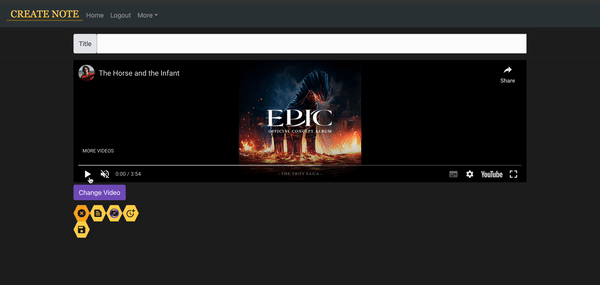 CREATE NOTE
Home
Logout
More
Title
The Horse and the Infant
Share
EPIC
OFFICIAL CONCEPT ALBUM
MORE VIDEOS
0:00 / 3:54
- THE TROY SAGA -
YouTube
Change Video